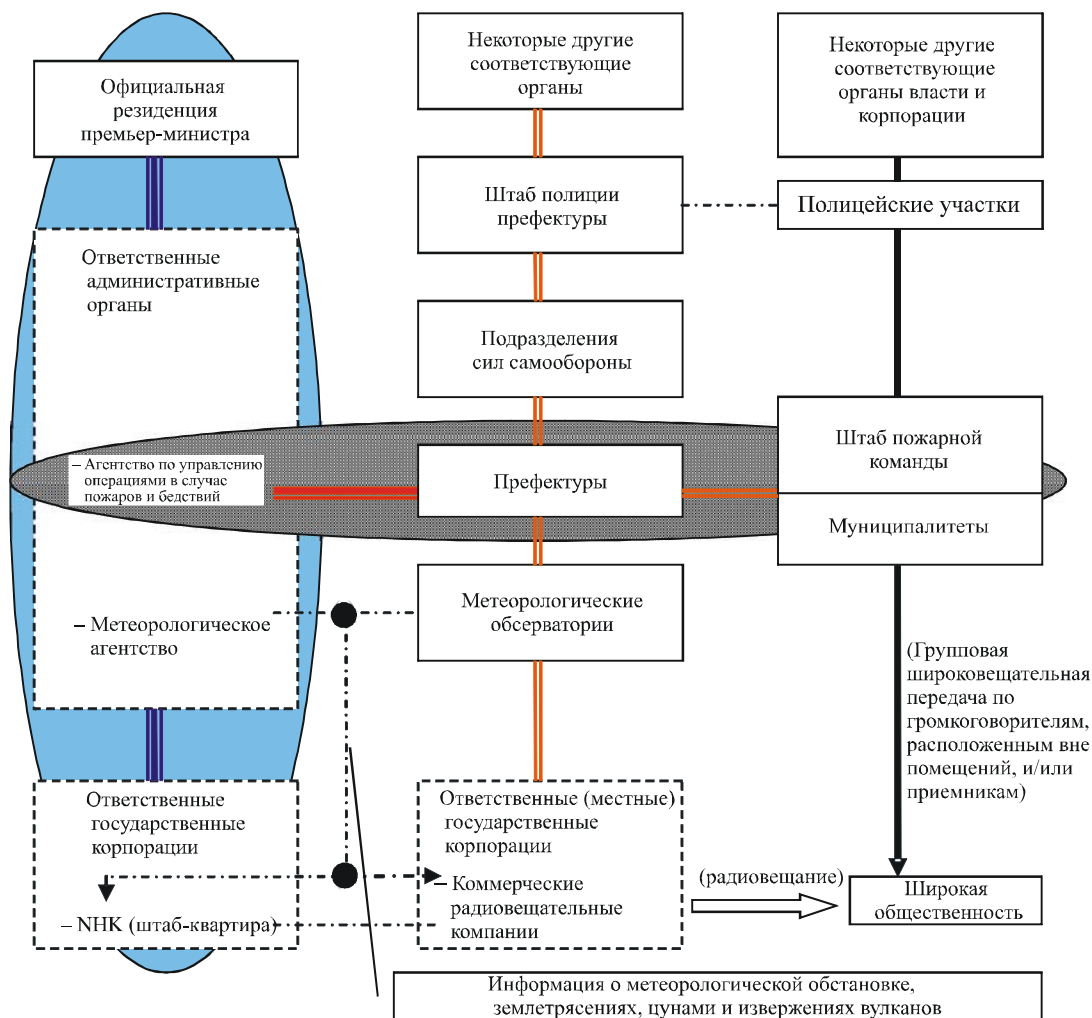 Официальная
резиденция
премьер-министра
Некоторые другие
соответствующие
органы
Некоторые другие
соответствующие
органы власти и
корпорации
Штаб полиции
префектуры
Полицейские участки
Ответственные
административные
органы
Подразделения
сил самообороны
– Агентство по управлению
операциями в случае
пожаров и бедствий
Префектуры
Штаб пожарной
команды
Муниципалитеты
– Метеорологическое
агентство
Метеорологические
обсерватории
(Групповая
широковещательная
передача по
громкоговорителям,
расположенным вне
помещений, и/или
приемникам)
Ответственные
государственные
корпорации
– NHK (штаб-квартира)
Ответственные (местные)
государственные
корпорации
– Коммерческие
радиовещательные
компании
(радиовещание)
Широкая
общественность
Информация о метеорологической обстановке,
землетрясениях, цунами и извержениях вулканов